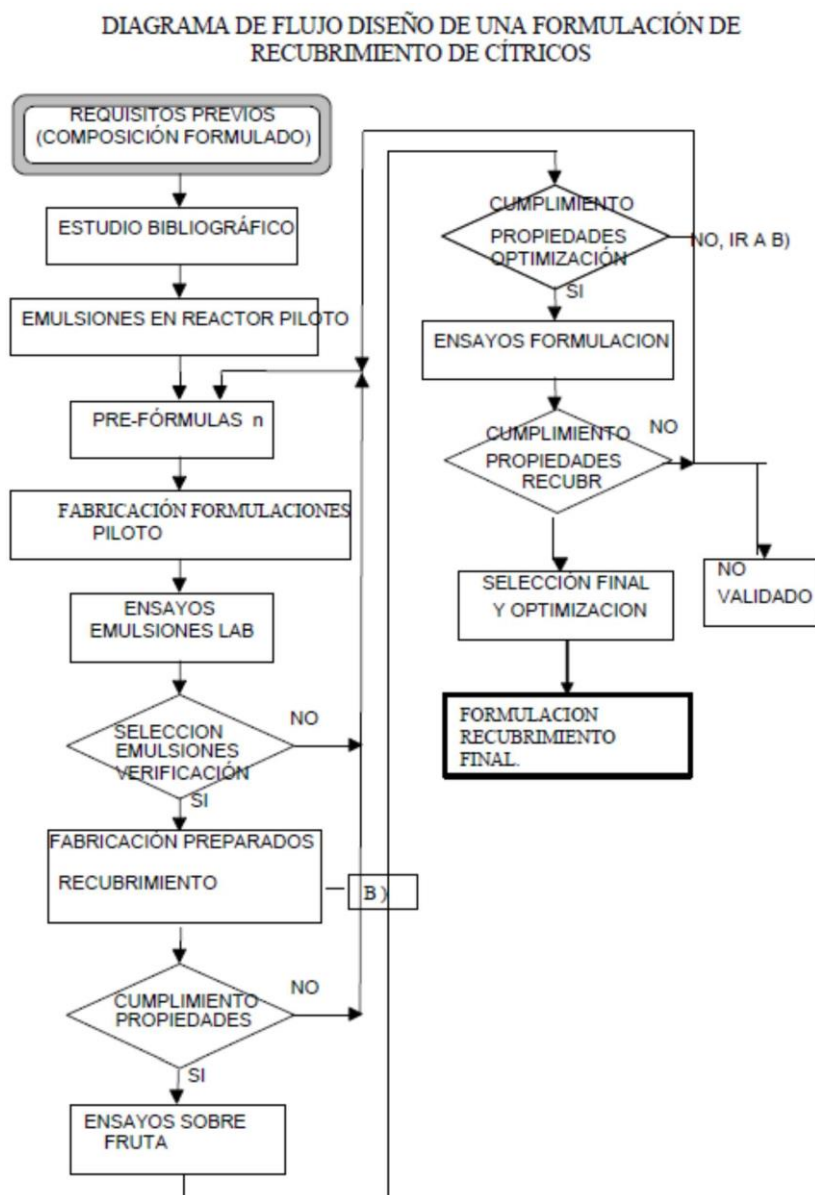 DIAGRAMA DE FLUJO DISEÑO DE UNA FORMULACIÓN DE
RECUBRIMIENTO DE CÍTRICOS
REQUISITOS PREVIOS
(COMPOSICIÓN FORMULADO)
ESTUDIO BIBLIOGRÁFICO
EMULSIONES EN REACTOR PILOTO
PRE-FÓRMULAS n
FABRICACIÓN FORMULACIONES
PILOTO
ENSAYOS
EMULSIONES LAB
SELECCION
EMULSIONES
VERIFICACIÓN
NO
SI
FABRICACIÓN PREPARADOS
RECUBRIMIENTO
B )
CUMPLIMIENTO
PROPIEDADES
NO
SI
ENSAYOS SOBRE
FRUTA
CUMPLIMIENTO
PROPIEDADES
OPTIMIZACIÓN
NO, IR A B)
SI
ENSAYOS FORMULACION
CUMPLIMIENTO
PROPIEDADES
RECUBR
NO
NO
VALIDADO
SELECCIÓN FINAL
Y OPTIMIZACION
FORMULACION
RECUBRIMIENTO
FINAL.